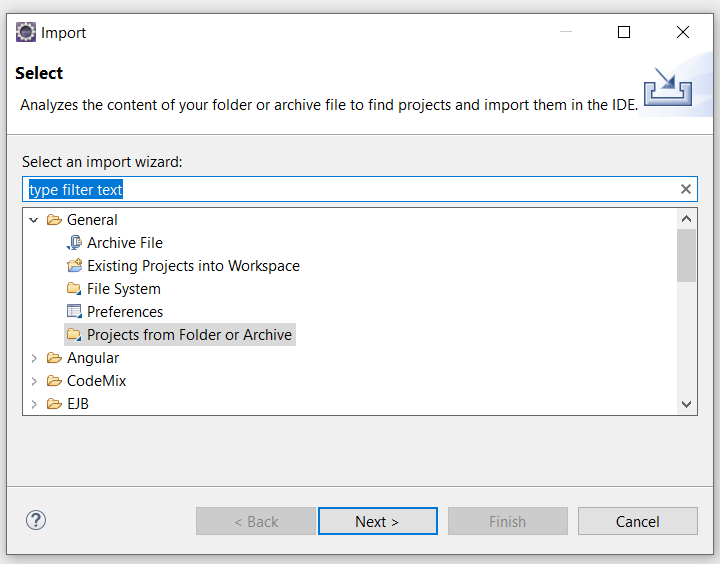 Import
Select
Analyzes the content of your folder or archive file to find projects and import them in the IDE.
Select an import wizard:
type filter text
General
Archive File
Existing Projects into Workspace
File System
Preferences
Projects from Folder or Archive
Angular
CodeMix
EJB
< Back Next > Finish Cancel